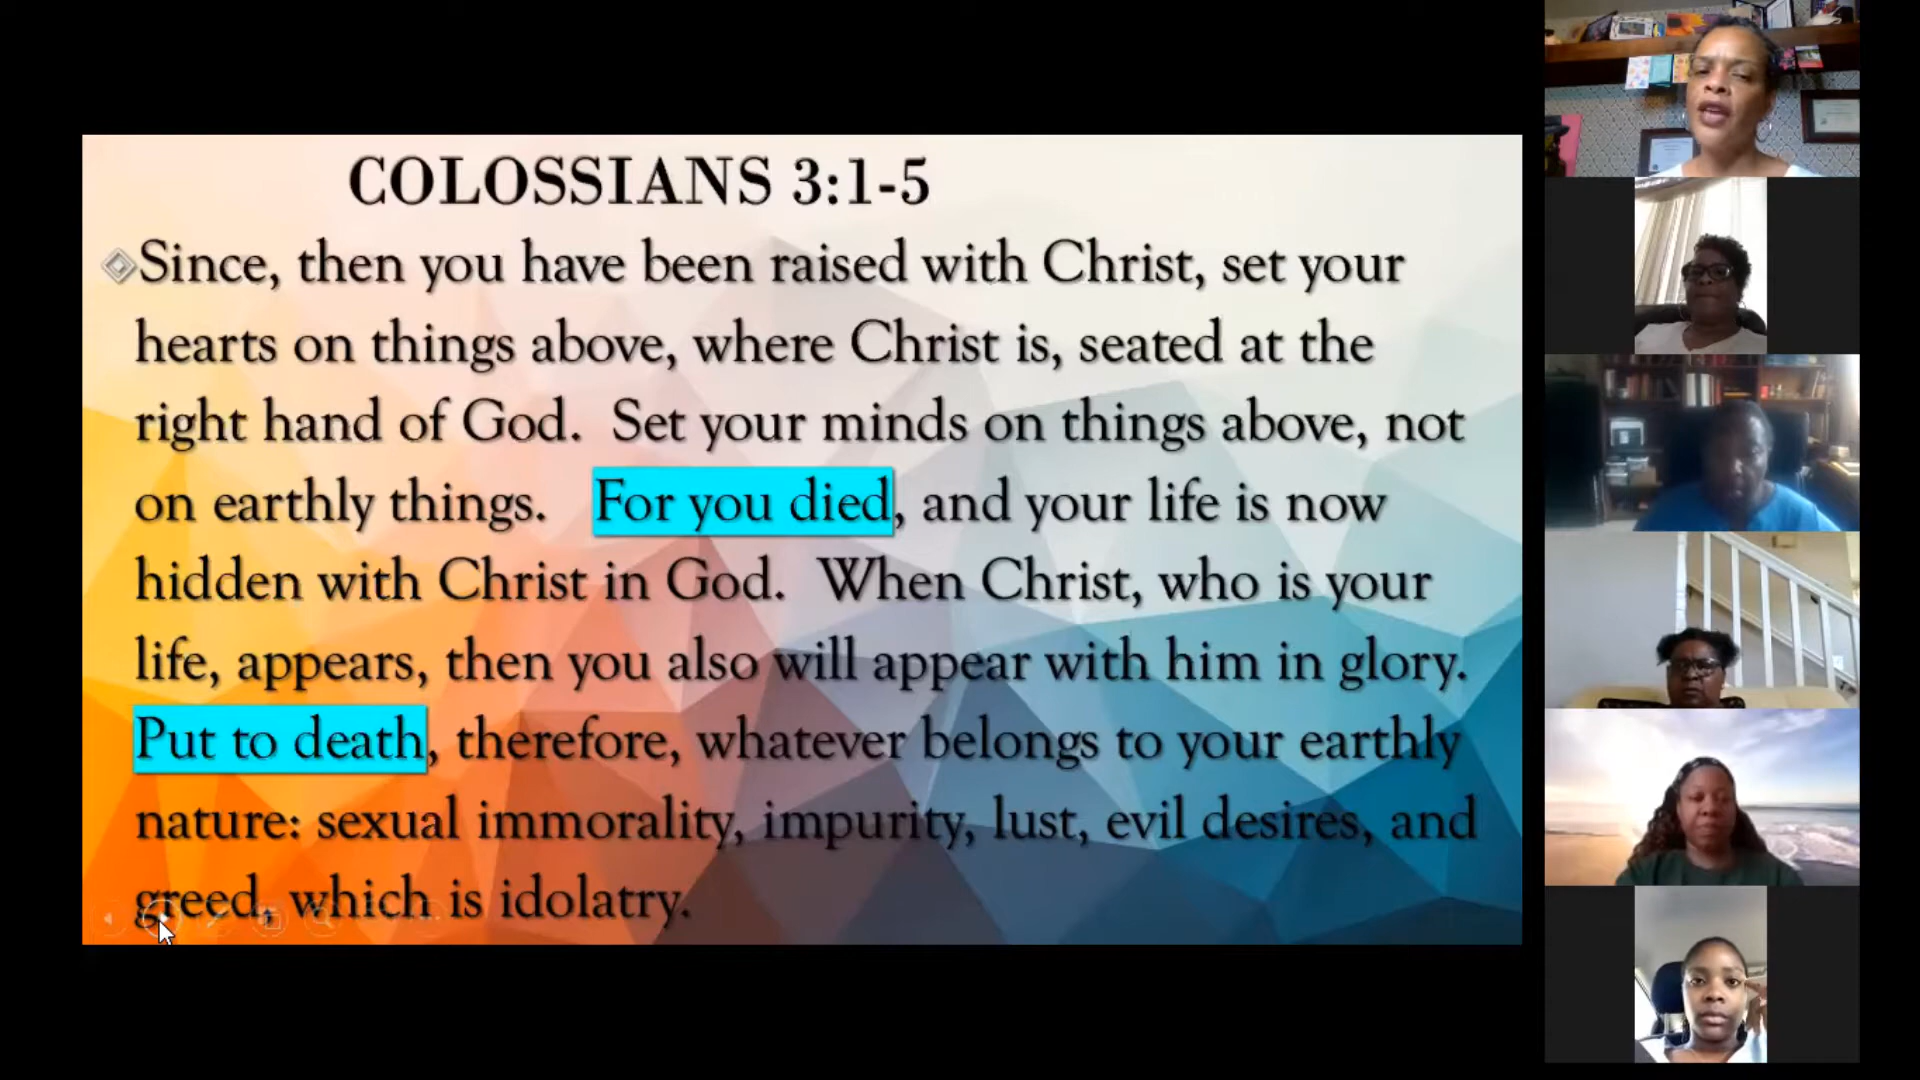 COLOSSIANS 3:1-5
Since, then you have been raised with Christ, set your
hearts on things above, where Christ is, seated at the
right hand of God. Set your minds on things above, not
on earthly things. For you died, and your life is now
hidden with Christ in God. When Christ, who is your
life, appears, then you also will appear with him in glory.
Put to death, therefore, whatever belongs to your earthly
nature: sexual immorality, impurity, lust, evil desires, and
greed, which is idolatry.